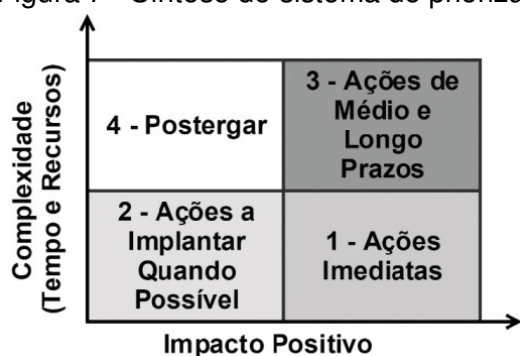 Figura 7 - Síntese do sistema de prioriza
Complexidade
(Tempo e Recursos)
4 - Postergar
3 - Ações de
Médio e
Longo
Prazos
2 - Ações a
Implantar
Quando
Possível
1 - Ações
Imediatas
Impacto Positivo